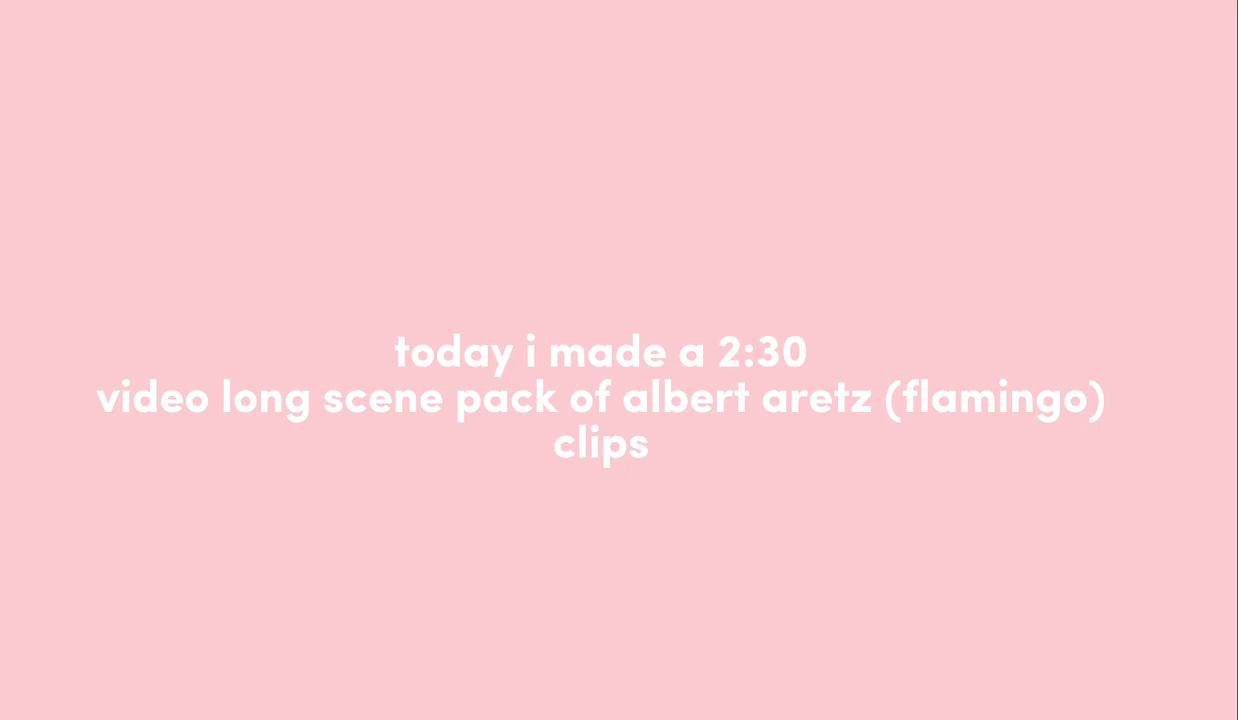 today i made a 2:30
video long scene pack of albert aretz (flamingo)
clips